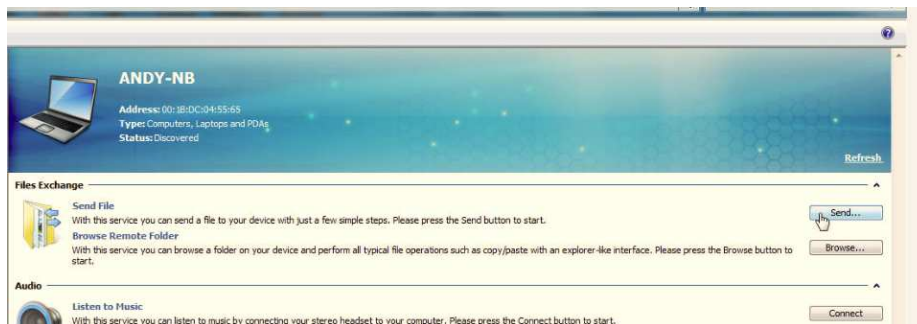 ANDY-NB
Address: 00:1B:DC:04:55:65
Type: Computers, Laptops and PDAs
Status: Discovered
Refresh
Files Exchange
Send File
With this service you can send a file to your device with just a few simple steps. Please press the Send button to start.
Send...
Browse Remote Folder
With this service you can browse a folder on your device and perform all typical file operations such as copy/paste with an explorer-like interface. Please press the Browse button to
start.
Browse...
Audio
Listen to Music
With this service you can listen to music by connecting your stereo headset to your computer. Please press the Connect button to start.
Connect